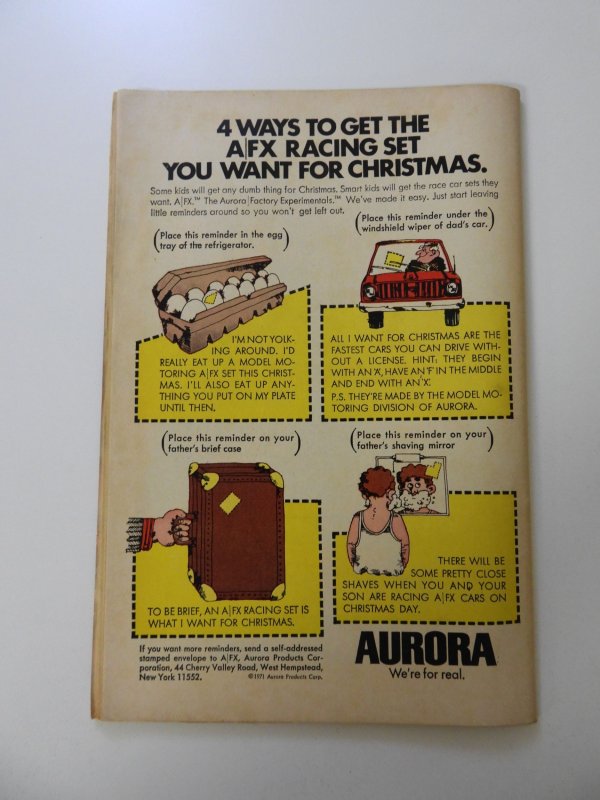 4 WAYS TO GET THE
A|FX RACING SET
YOU WANT FOR CHRISTMAS.
Some kids will get any dumb thing for Christmas. Smart kids will get the race car sets they
want. A|FX.™ The Aurora|Factory Experimentals.™ We've made it easy. Just start leaving
little reminders around so you won't get left out.
(Place this reminder in the egg
tray of the refrigerator.)
I'M NOT YOLK-
ING AROUND. I'D
REALLY EAT UP A MODEL MO-
TORING A|FX SET THIS CHRIST-
MAS. I'LL ALSO EAT UP ANY-
THING YOU PUT ON MY PLATE
UNTIL THEN.
(Place this reminder under the
windshield wiper of dad's car.)
ALL I WANT FOR CHRISTMAS ARE THE
FASTEST CARS YOU CAN DRIVE WITH-
OUT A LICENSE. HINT: THEY BEGIN
WITH AN 'A', HAVE AN 'F' IN THE MIDDLE
AND END WITH AN 'X'.
P.S. THEY'RE MADE BY THE MODEL MO-
TORING DIVISION OF AURORA.
(Place this reminder on your
father's brief case)
TO BE BRIEF, AN A|FX RACING SET IS
WHAT I WANT FOR CHRISTMAS.
(Place this reminder on your
father's shaving mirror)
THERE WILL BE
SOME PRETTY CLOSE
SHAVES WHEN YOU AND YOUR
SON ARE RACING A|FX CARS ON
CHRISTMAS DAY.
If you want more reminders, send a self-addressed
stamped envelope to A|FX, Aurora Products Cor-
poration, 44 Cherry Valley Road, West Hempstead,
New York 11552.
©1971 Aurora Products Corp.
AURORA
We're for real.